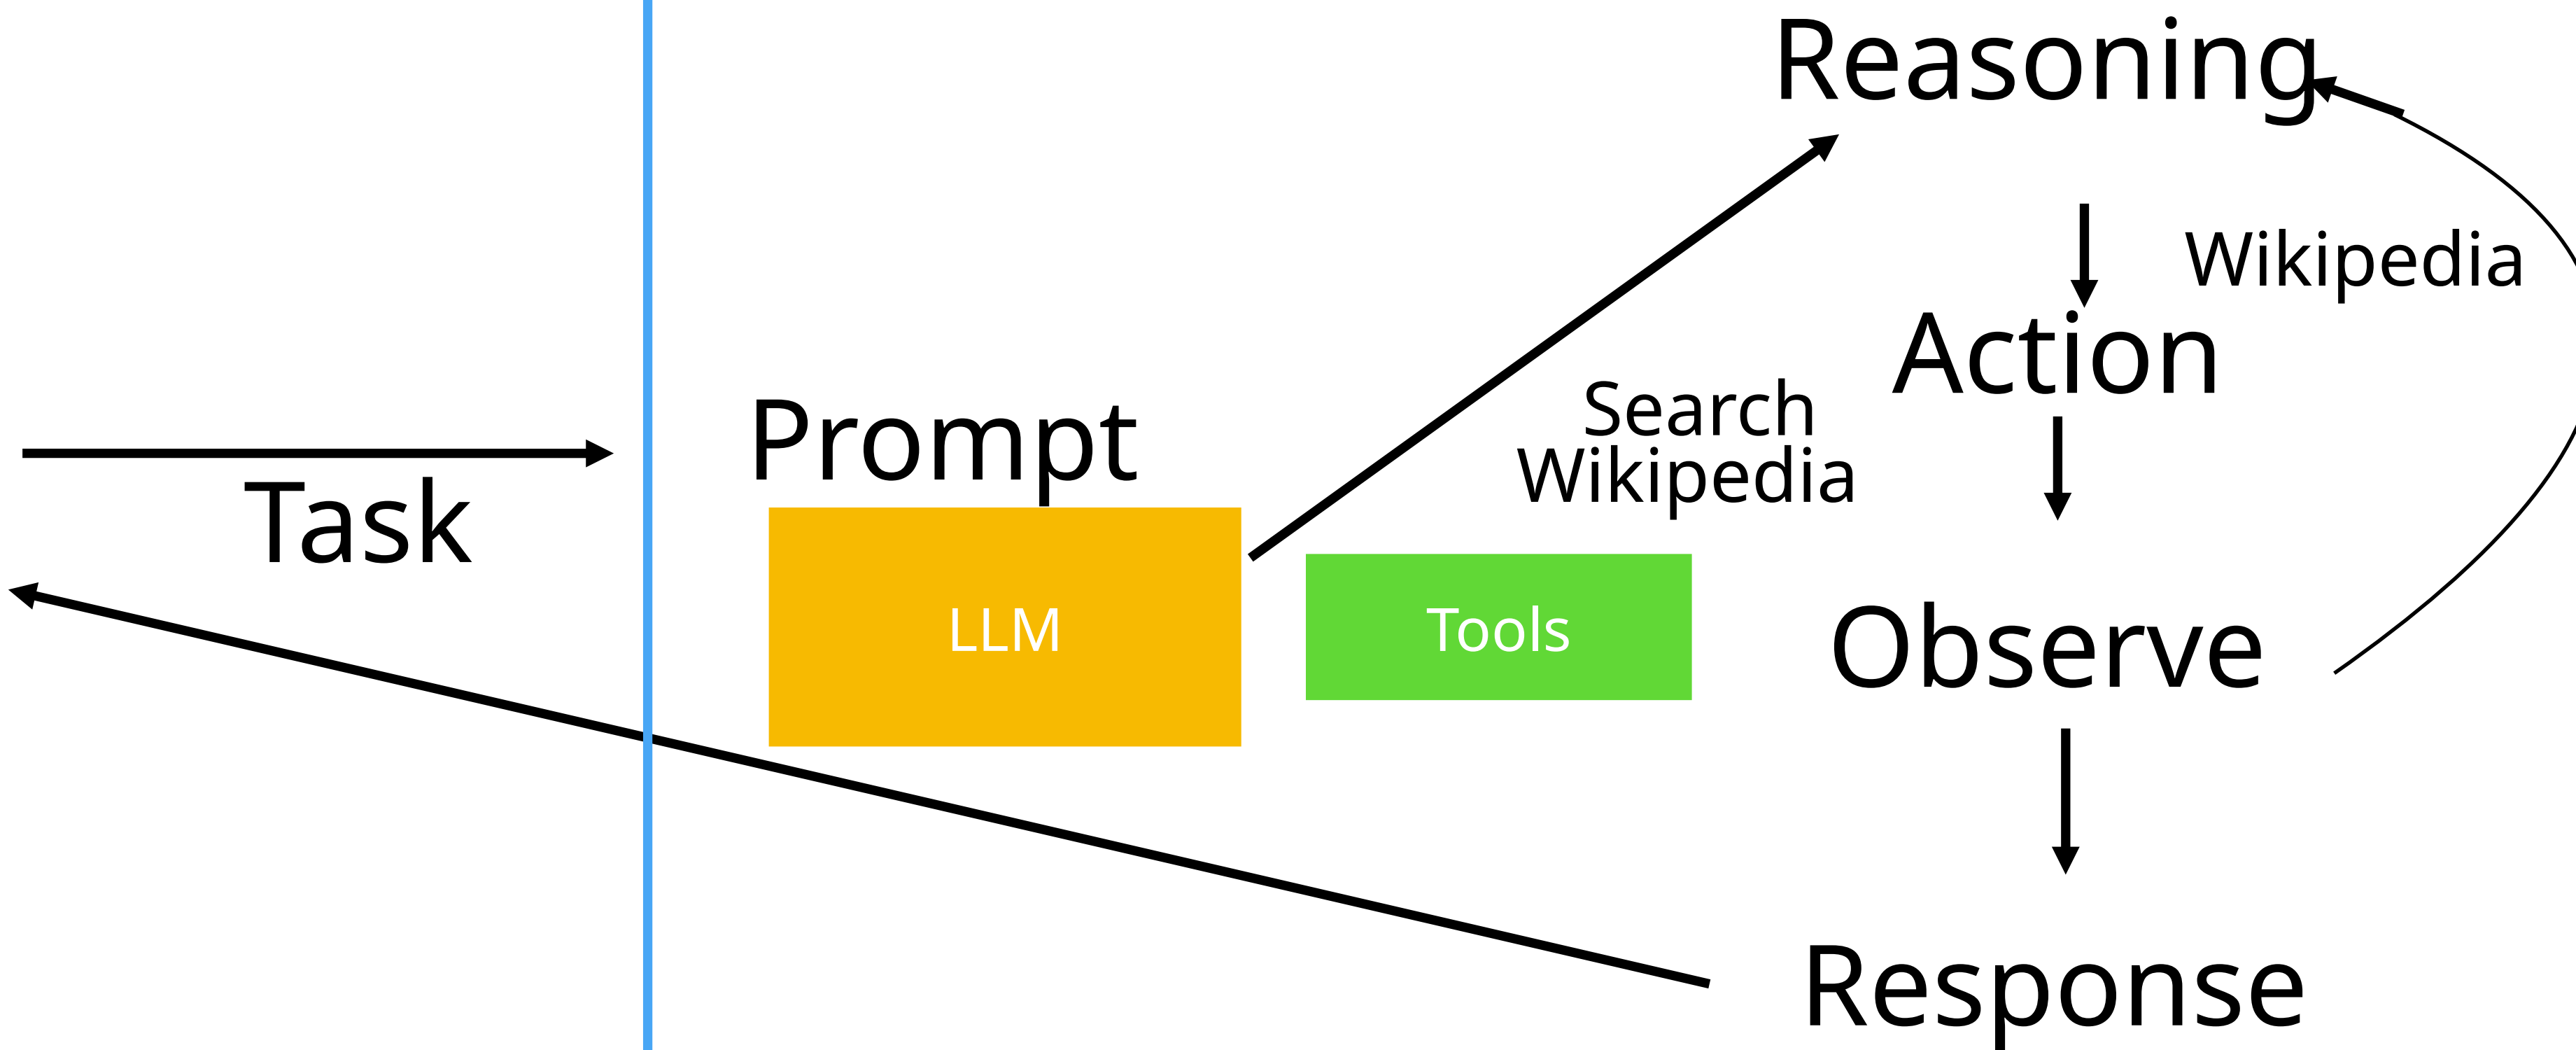 Reasoning
Wikipedia
Action
Search
Wikipedia
Prompt
Task
LLM
Tools
Observe
Response